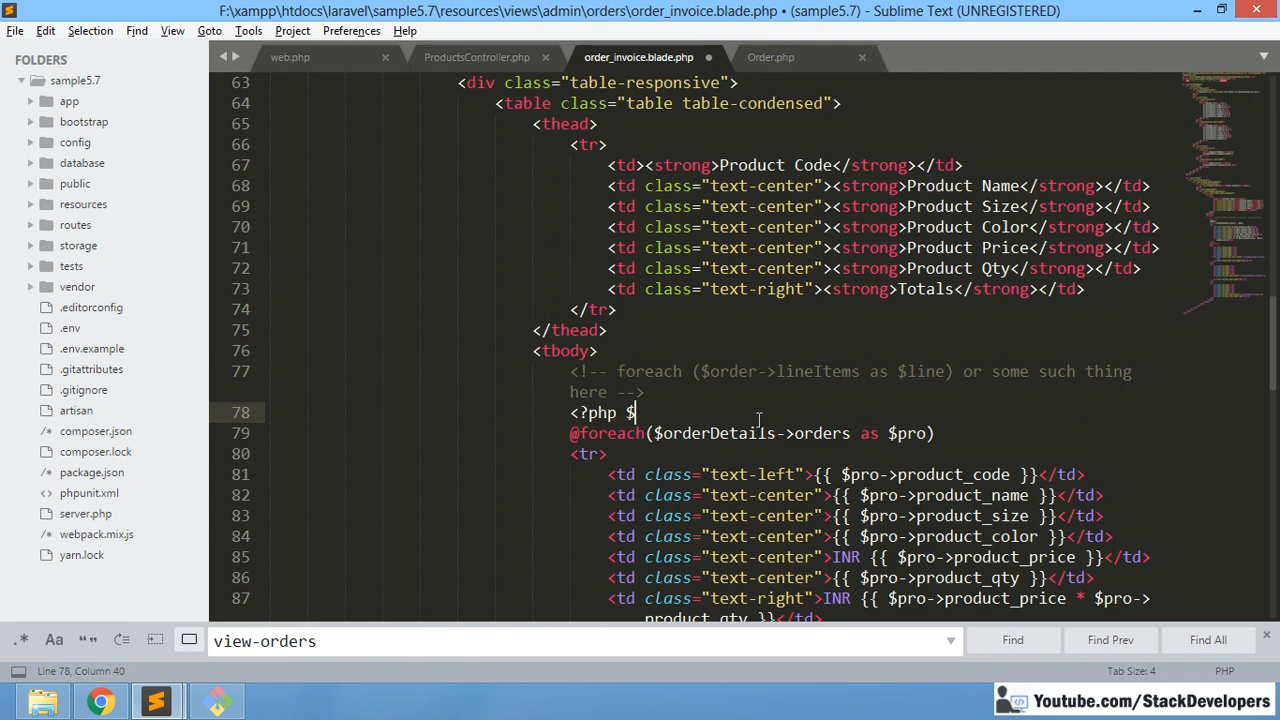 F:\xampp\htdocs\laravel\sample5.7\resources\views\admin\orders\order_invoice.blade.php • (sample5.7) - Sublime Text (UNREGISTERED)
File Edit Selection Find View Goto Tools Project Preferences Help
FOLDERS
sample5.7
app
bootstrap
config
database
public
resources
routes
storage
tests
vendor
.editorconfig
.env
.env.example
.gitattributes
.gitignore
artisan
composer.json
composer.lock
package.json
phpunit.xml
server.php
webpack.mix.js
yarn.lock
web.php ProductsController.php order_invoice.blade.php Order.php
63 <div class="table-responsive">
64 <table class="table table-condensed">
65 <thead>
66 <tr>
67 <td><strong>Product Code</strong></td>
68 <td class="text-center"><strong>Product Name</strong></td>
69 <td class="text-center"><strong>Product Size</strong></td>
70 <td class="text-center"><strong>Product Color</strong></td>
71 <td class="text-center"><strong>Product Price</strong></td>
72 <td class="text-center"><strong>Product Qty</strong></td>
73 <td class="text-right"><strong>Totals</strong></td>
74 </tr>
75 </thead>
76 <tbody>
77 <!-- foreach ($order->lineItems as $line) or some such thing
here -->
78 <?php $
79 @foreach($orderDetails->orders as $pro)
80 <tr>
81 <td class="text-left">{{ $pro->product_code }}</td>
82 <td class="text-center">{{ $pro->product_name }}</td>
83 <td class="text-center">{{ $pro->product_size }}</td>
84 <td class="text-center">{{ $pro->product_color }}</td>
85 <td class="text-center">INR {{ $pro->product_price }}</td>
86 <td class="text-center">{{ $pro->product_qty }}</td>
87 <td class="text-right">INR {{ $pro->product_price * $pro->
product_qty }}</td>
.* Aa “” view-orders Find Find Prev Find All
Line 78, Column 40 Tab Size: 4 PHP
Youtube.com/StackDevelopers